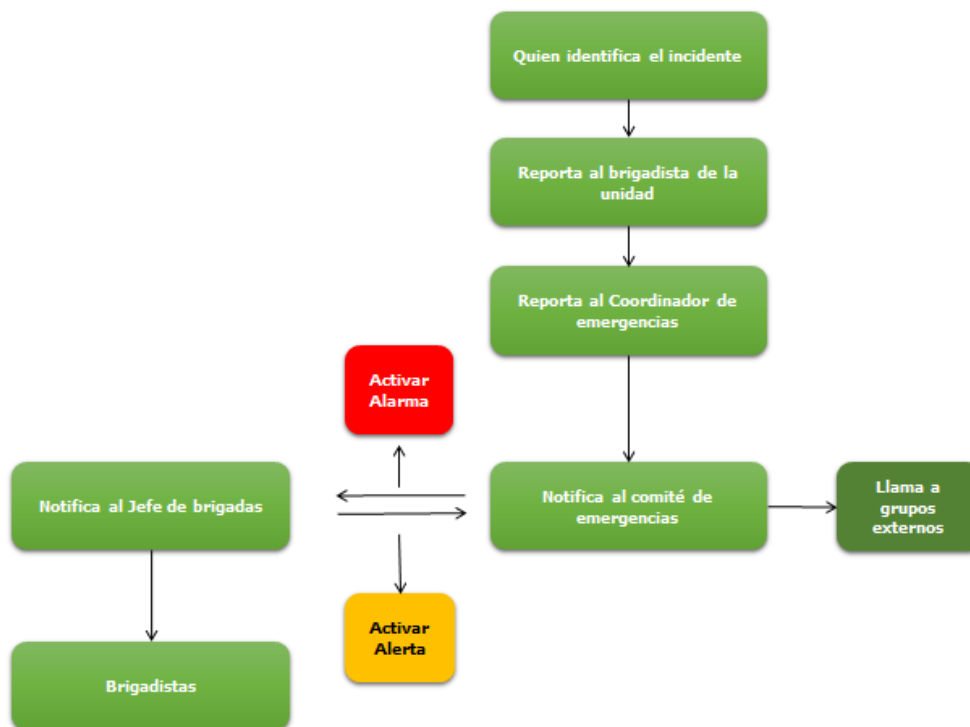 Quien identifica el incidente
Reporta al brigadista de la
unidad
Reporta al Coordinador de
emergencias
Activar
Alarma
Notifica al Jefe de brigadas
Notifica al comité de
emergencias
Llama a
grupos
externos
Activar
Alerta
Brigadistas